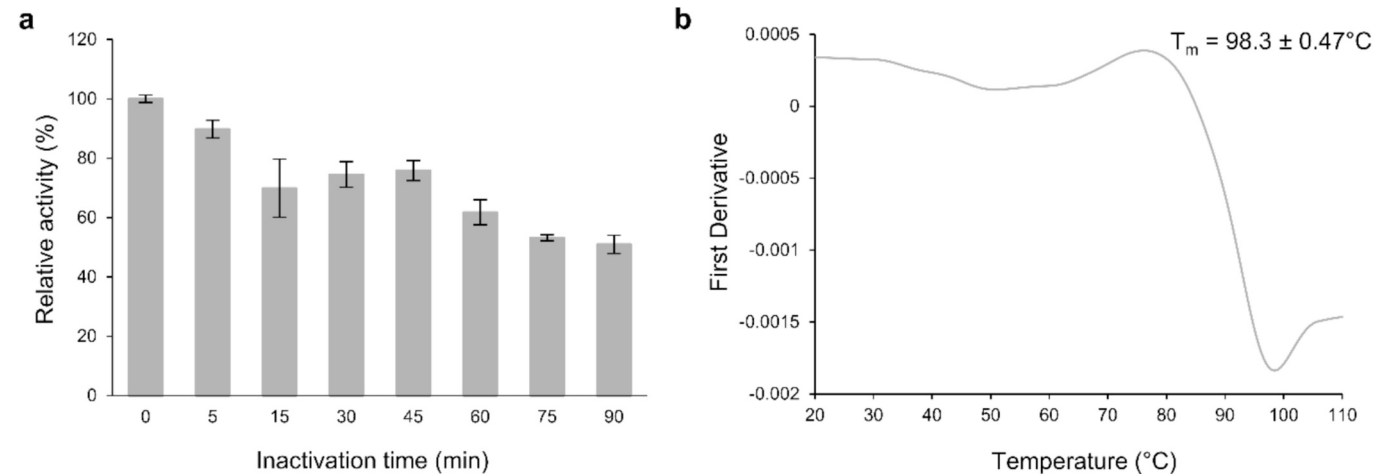 a
120
100
80
60
40
20
0
Relative activity (%)
0 5 15 30 45 60 75 90
Inactivation time (min)
b
Tm = 98.3 ± 0.47°C
0.0005
0
-0.0005
-0.001
-0.0015
-0.002
First Derivative
20 30 40 50 60 70 80 90 100 110
Temperature (°C)